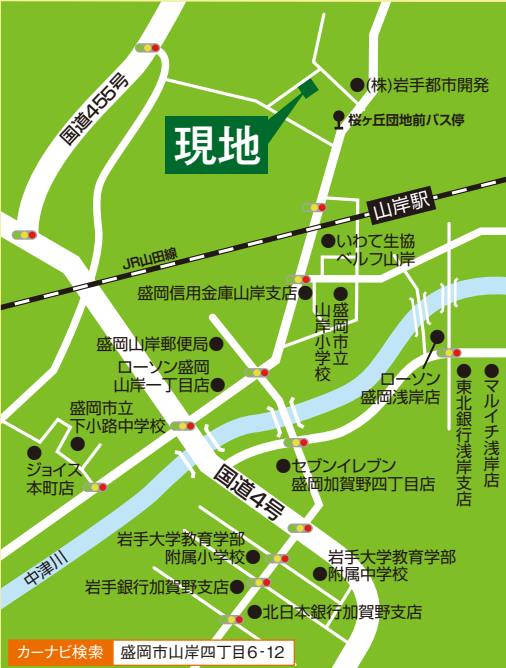 国道455号
(株)岩手都市開発
桜ヶ丘団地前バス停
現地
山岸駅
JR山田線
いわて生協
ベルフ山岸
盛岡信用金庫山岸支店
盛岡市立
山岸小学校
盛岡山岸郵便局
ローソン盛岡
山岸一丁目店
ローソン
盛岡浅岸店
マルイチ浅岸店
東北銀行浅岸支店
盛岡市立
下小路中学校
ジョイス
本町店
セブンイレブン
盛岡加賀野四丁目店
国道4号
中津川
岩手大学教育学部
附属小学校
岩手大学教育学部
附属中学校
岩手銀行加賀野支店
北日本銀行加賀野支店
カーナビ検索 盛岡市山岸四丁目6-12